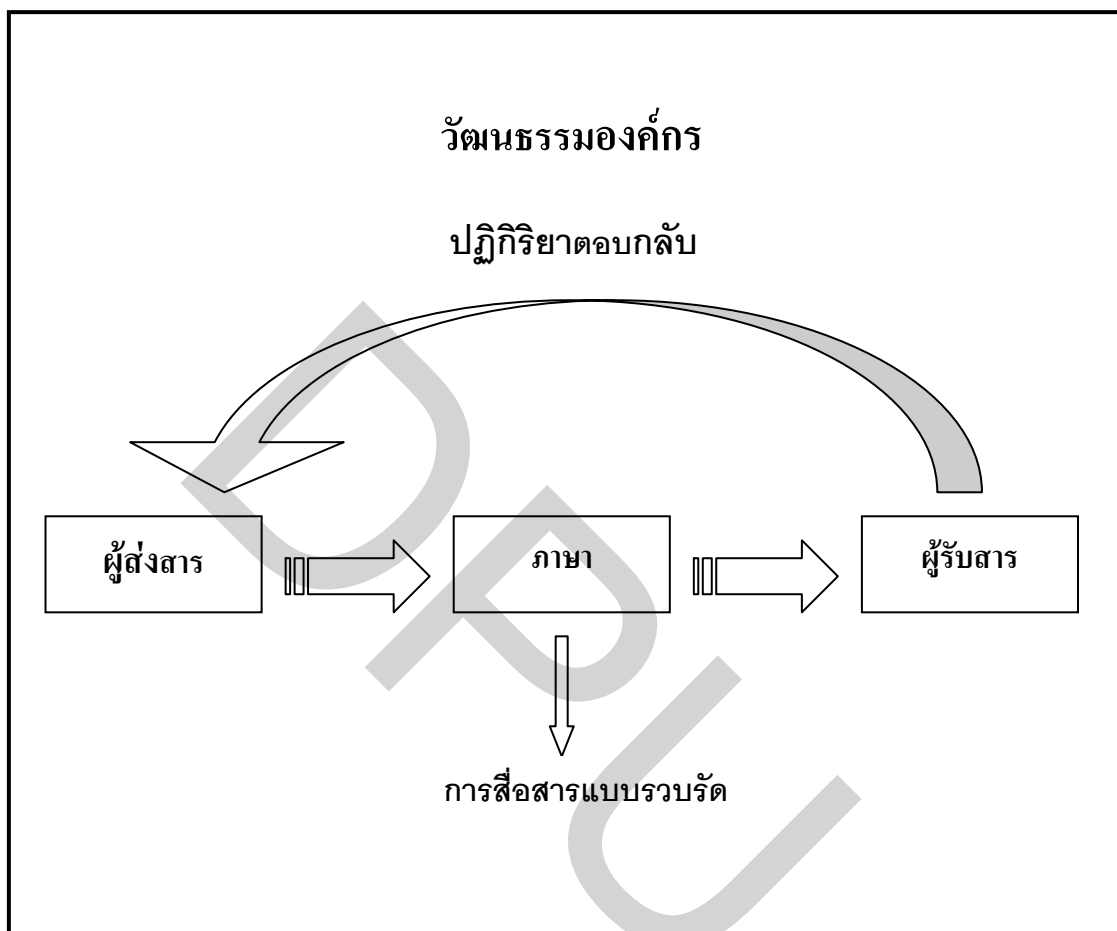 วัฒนธรรมองค์กร
ปฏิกิริยาตอบกลับ
ผู้ส่งสาร
ภาษา
ผู้รับสาร
การสื่อสารแบบรวบรัด
DPU